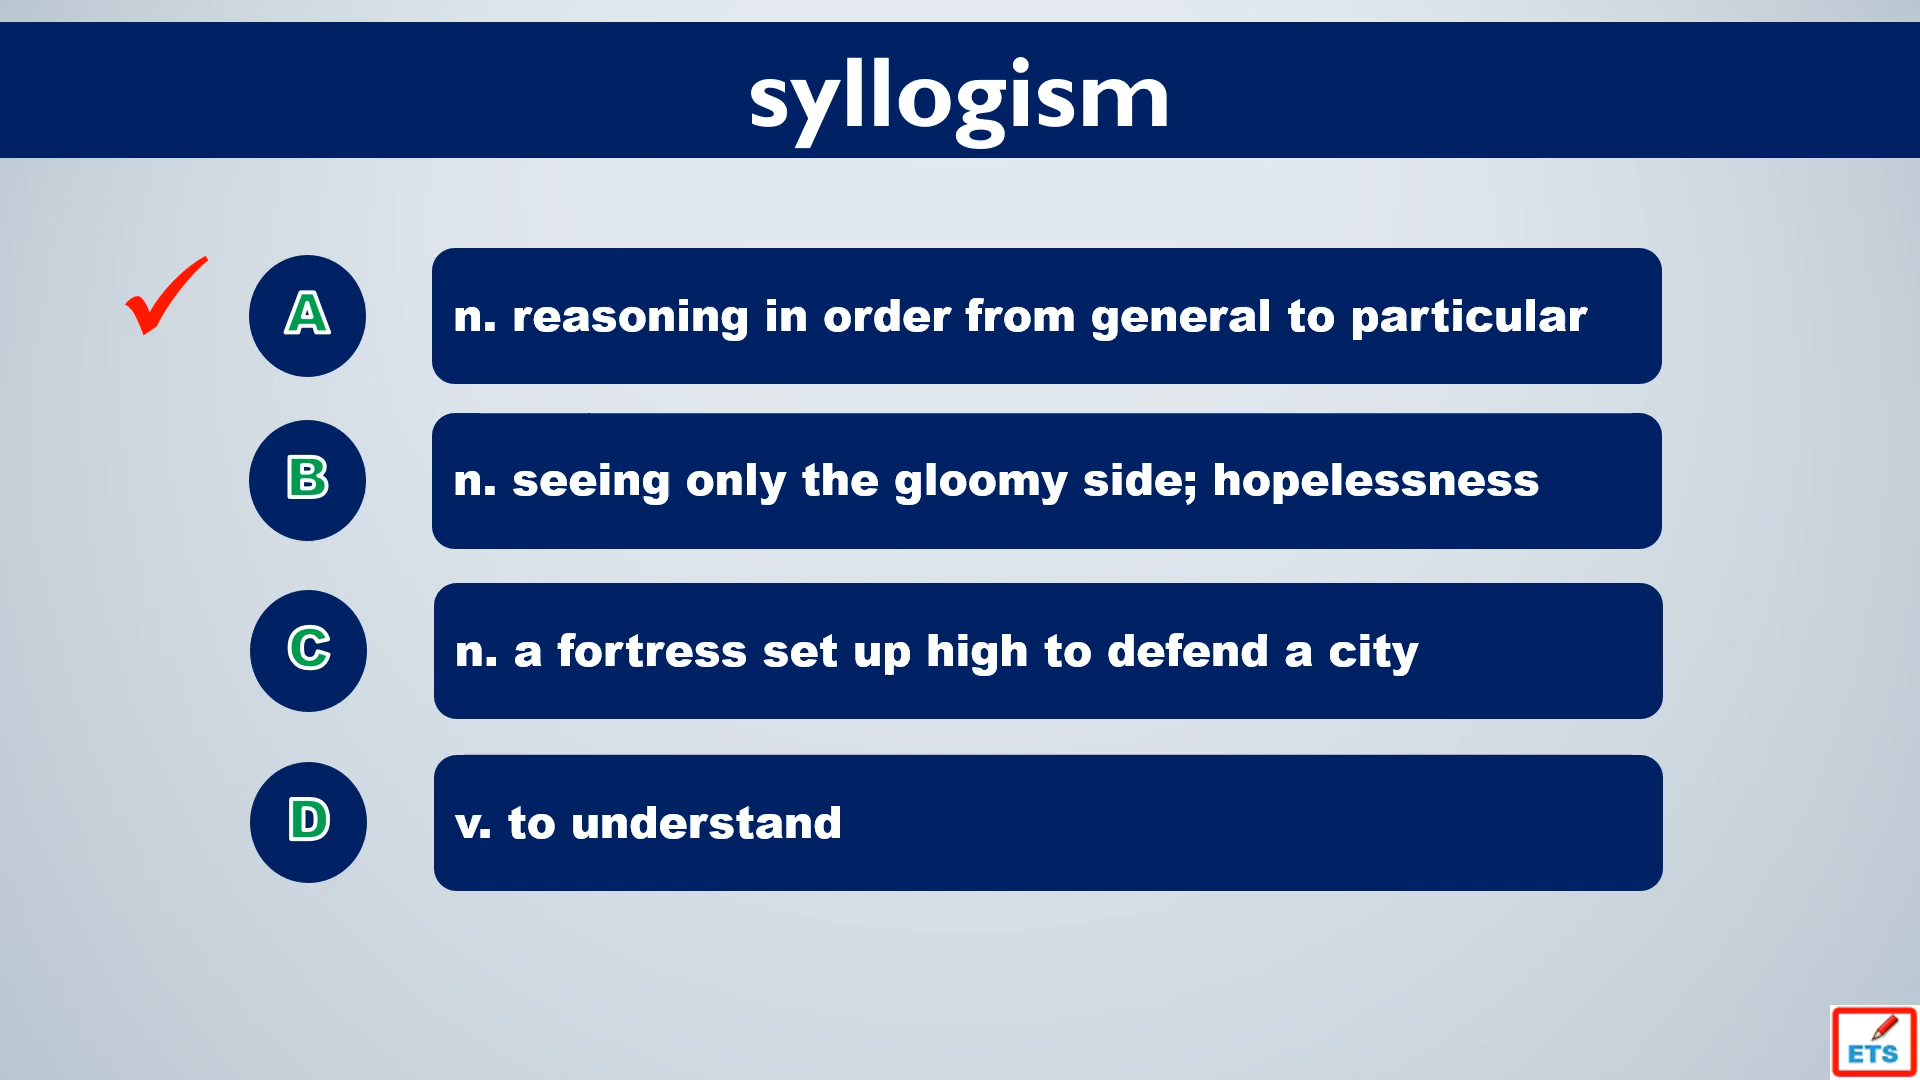 syllogism
A
n. reasoning in order from general to particular
B
n. seeing only the gloomy side; hopelessness
C
n. a fortress set up high to defend a city
D
v. to understand
ETS